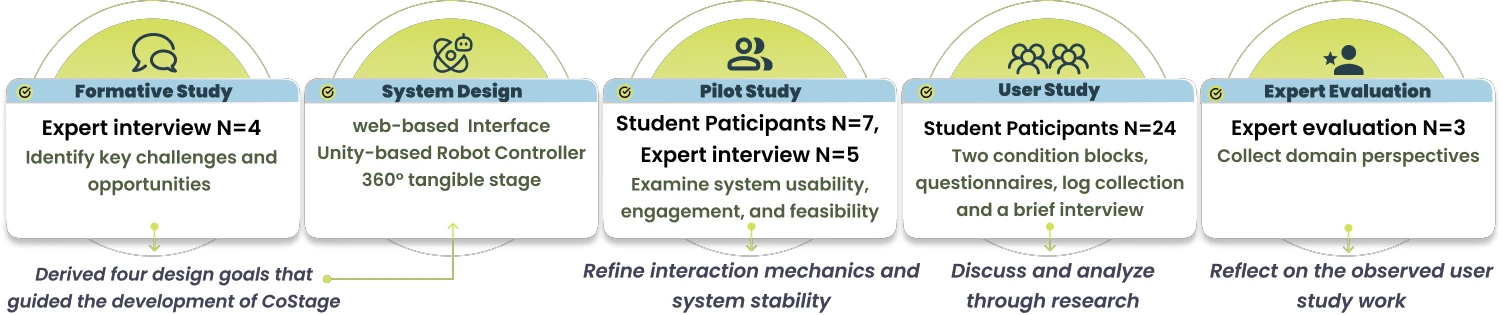 Formative Study
Expert interview N=4
Identify key challenges and
opportunities
Derived four design goals that
guided the development of CoStage
System Design
web-based Interface
Unity-based Robot Controller
360° tangible stage
Pilot Study
Student Paticipants N=7,
Expert interview N=5
Examine system usability,
engagement, and feasibility
Refine interaction mechanics and
system stability
User Study
Student Paticipants N=24
Two condition blocks,
questionnaires, log collection
and a brief interview
Discuss and analyze
through research
Expert Evaluation
Expert evaluation N=3
Collect domain perspectives
Reflect on the observed user
study work